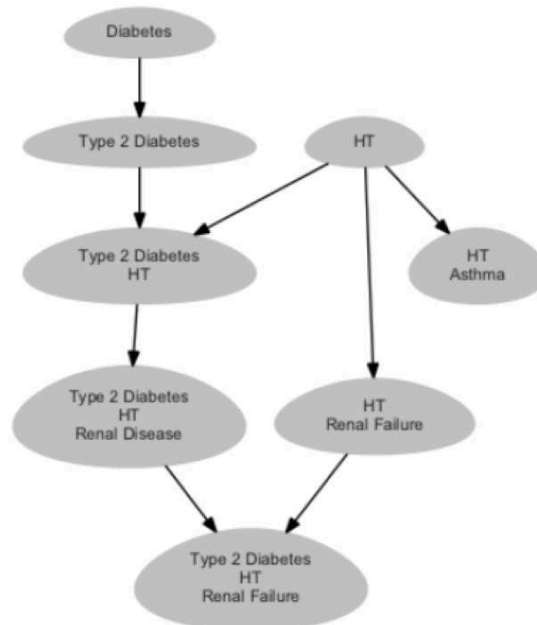 Diabetes
Type 2 Diabetes
HT
Type 2 Diabetes
HT
HT
Asthma
Type 2 Diabetes
HT
Renal Disease
HT
Renal Failure
Type 2 Diabetes
HT
Renal Failure